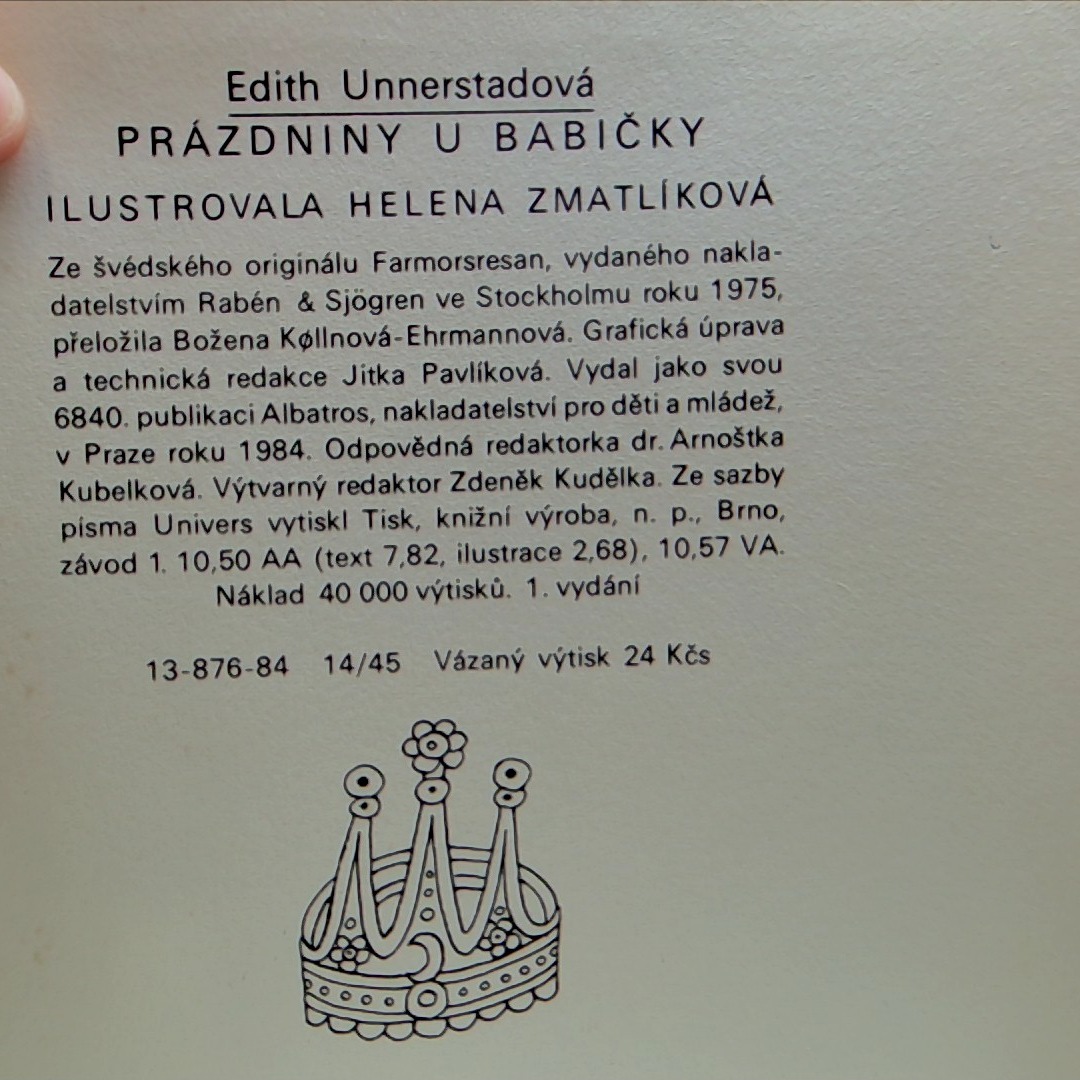 Edith Unnerstadová
PRÁZDNINY U BABIČKY
ILUSTROVALA HELENA ZMATLÍKOVÁ
Ze švédského originálu Farmorsresan, vydaného nakla-
datelstvím Rabén & Sjögren ve Stockholmu roku 1975,
přeložila Božena Køllnová-Ehrmannová. Grafická úprava
a technická redakce Jitka Pavlíková. Vydal jako svou
6840. publikaci Albatros, nakladatelství pro děti a mládež,
v Praze roku 1984. Odpovědná redaktorka dr. Arnoštka
Kubelková. Výtvarný redaktor Zdeněk Kudělka. Ze sazby
písma Univers vytiskl Tisk, knižní výroba, n. p., Brno,
závod 1. 10,50 AA (text 7,82, ilustrace 2,68), 10,57 VA.
Náklad 40 000 výtisků. 1. vydání
13-876-84 14/45 Vázaný výtisk 24 Kčs